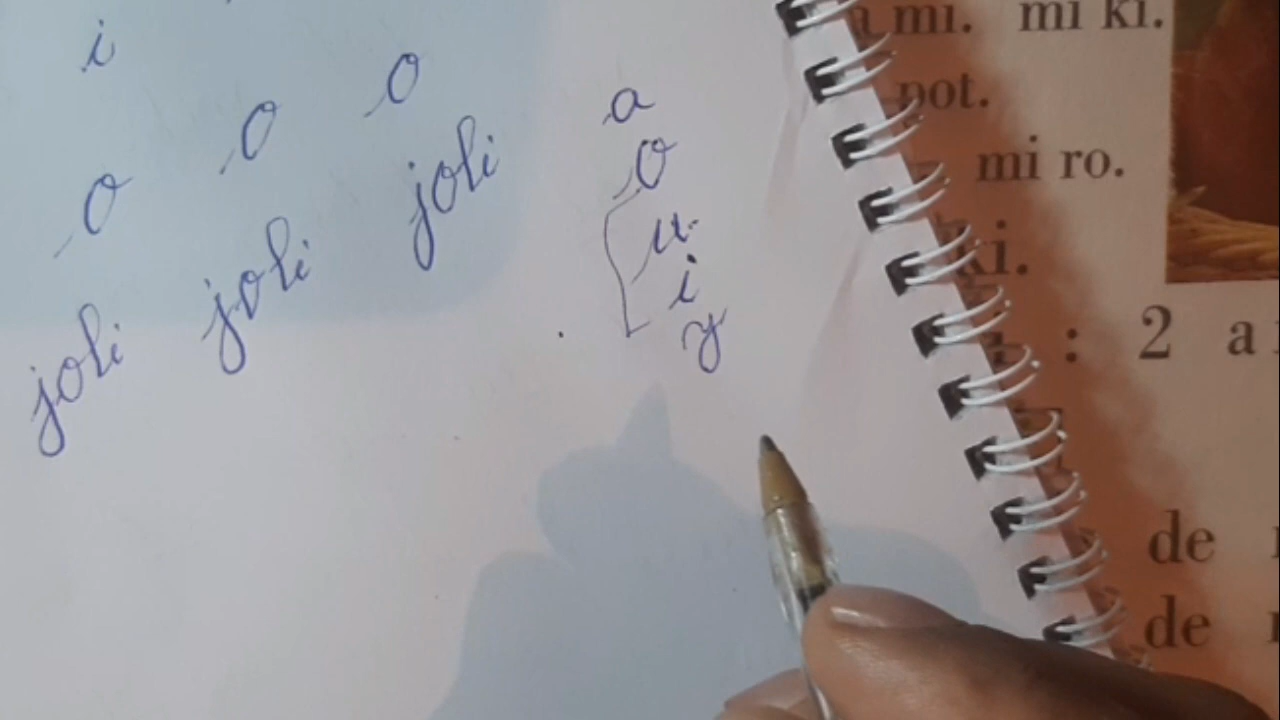 i
o o o
joli joli joli
a
o
u
i
y
a mi. mi ki.
pot.
mi ro.
ki.
: 2 a
de
de